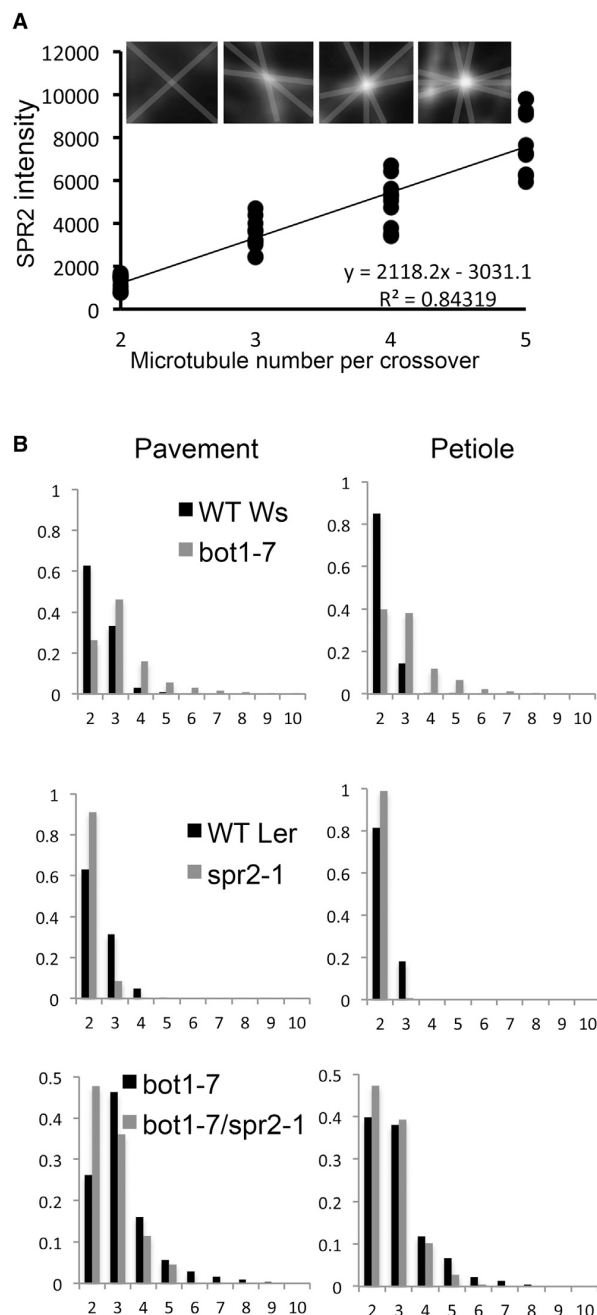 A
12000
10000
8000
6000
4000
2000
0
SPR2 intensity
y = 2118.2x - 3031.1
R² = 0.84319
2 3 4 5
Microtubule number per crossover
B
Pavement Petiole
1
0.8
0.6
0.4
0.2
0
WT Ws
bot1-7
2 3 4 5 6 7 8 9 10
1
0.8
0.6
0.4
0.2
0
2 3 4 5 6 7 8 9 10
1
0.8
0.6
0.4
0.2
0
WT Ler
spr2-1
2 3 4 5 6 7 8 9 10
1
0.8
0.6
0.4
0.2
0
2 3 4 5 6 7 8 9 10
0.5
0.4
0.3
0.2
0.1
0
bot1-7
bot1-7/spr2-1
2 3 4 5 6 7 8 9 10
0.5
0.4
0.3
0.2
0.1
0
2 3 4 5 6 7 8 9 10